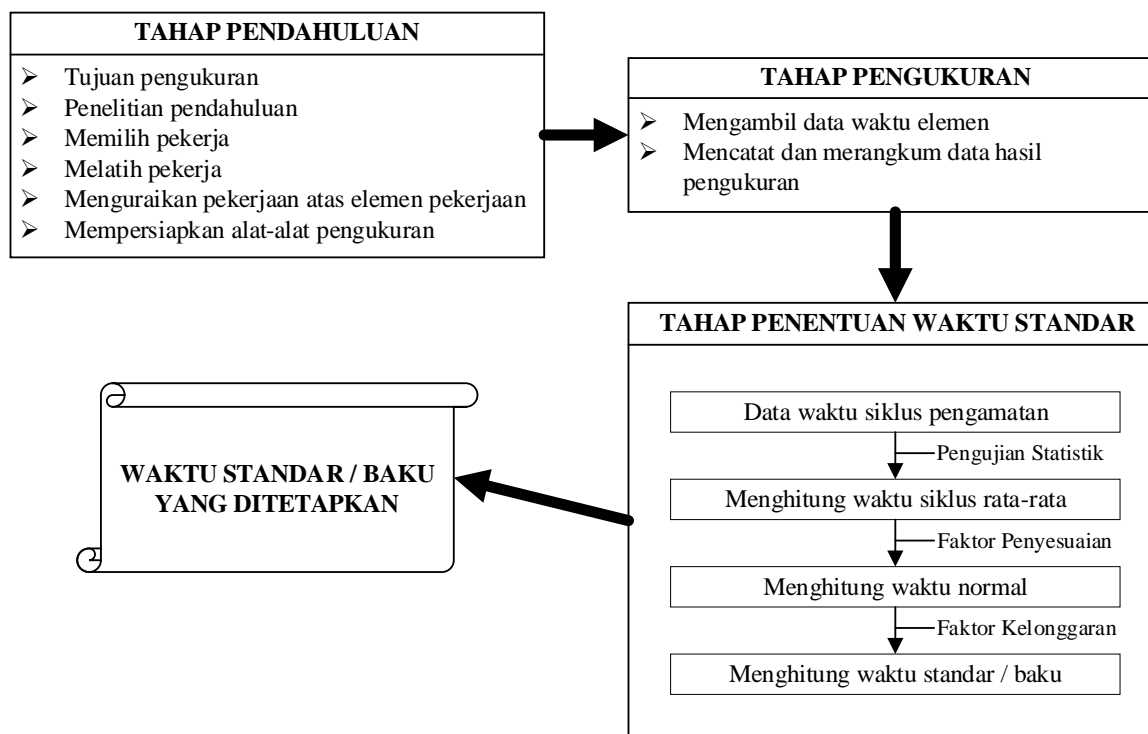 TAHAP PENDAHULUAN
➢ Tujuan pengukuran
➢ Penelitian pendahuluan
➢ Memilih pekerja
➢ Melatih pekerja
➢ Menguraikan pekerjaan atas elemen pekerjaan
➢ Mempersiapkan alat-alat pengukuran
TAHAP PENGUKURAN
➢ Mengambil data waktu elemen
➢ Mencatat dan merangkum data hasil
pengukuran
TAHAP PENENTUAN WAKTU STANDAR
Data waktu siklus pengamatan
Pengujian Statistik
Menghitung waktu siklus rata-rata
Faktor Penyesuaian
Menghitung waktu normal
Faktor Kelonggaran
Menghitung waktu standar / baku
WAKTU STANDAR / BAKU
YANG DITETAPKAN